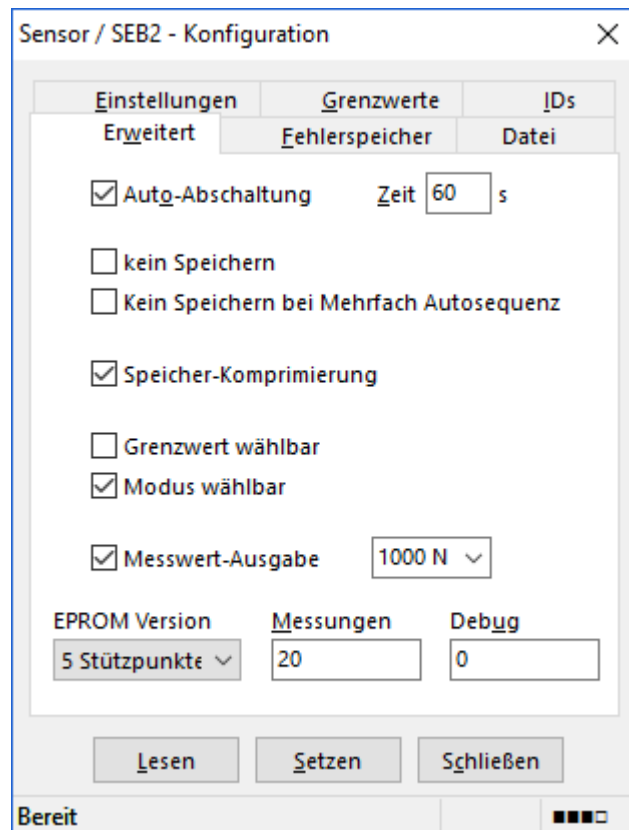 Sensor / SEB2 - Konfiguration
Einstellungen Grenzwerte IDs
Erweitert Fehlerspeicher Datei
Auto-Abschaltung Zeit 60 s
kein Speichern
Kein Speichern bei Mehrfach Autosequenz
Speicher-Komprimierung
Grenzwert wählbar
Modus wählbar
Messwert-Ausgabe 1000 N
EPROM Version Messungen Debug
5 Stützpunkte 20 0
Lesen Setzen Schließen
Bereit